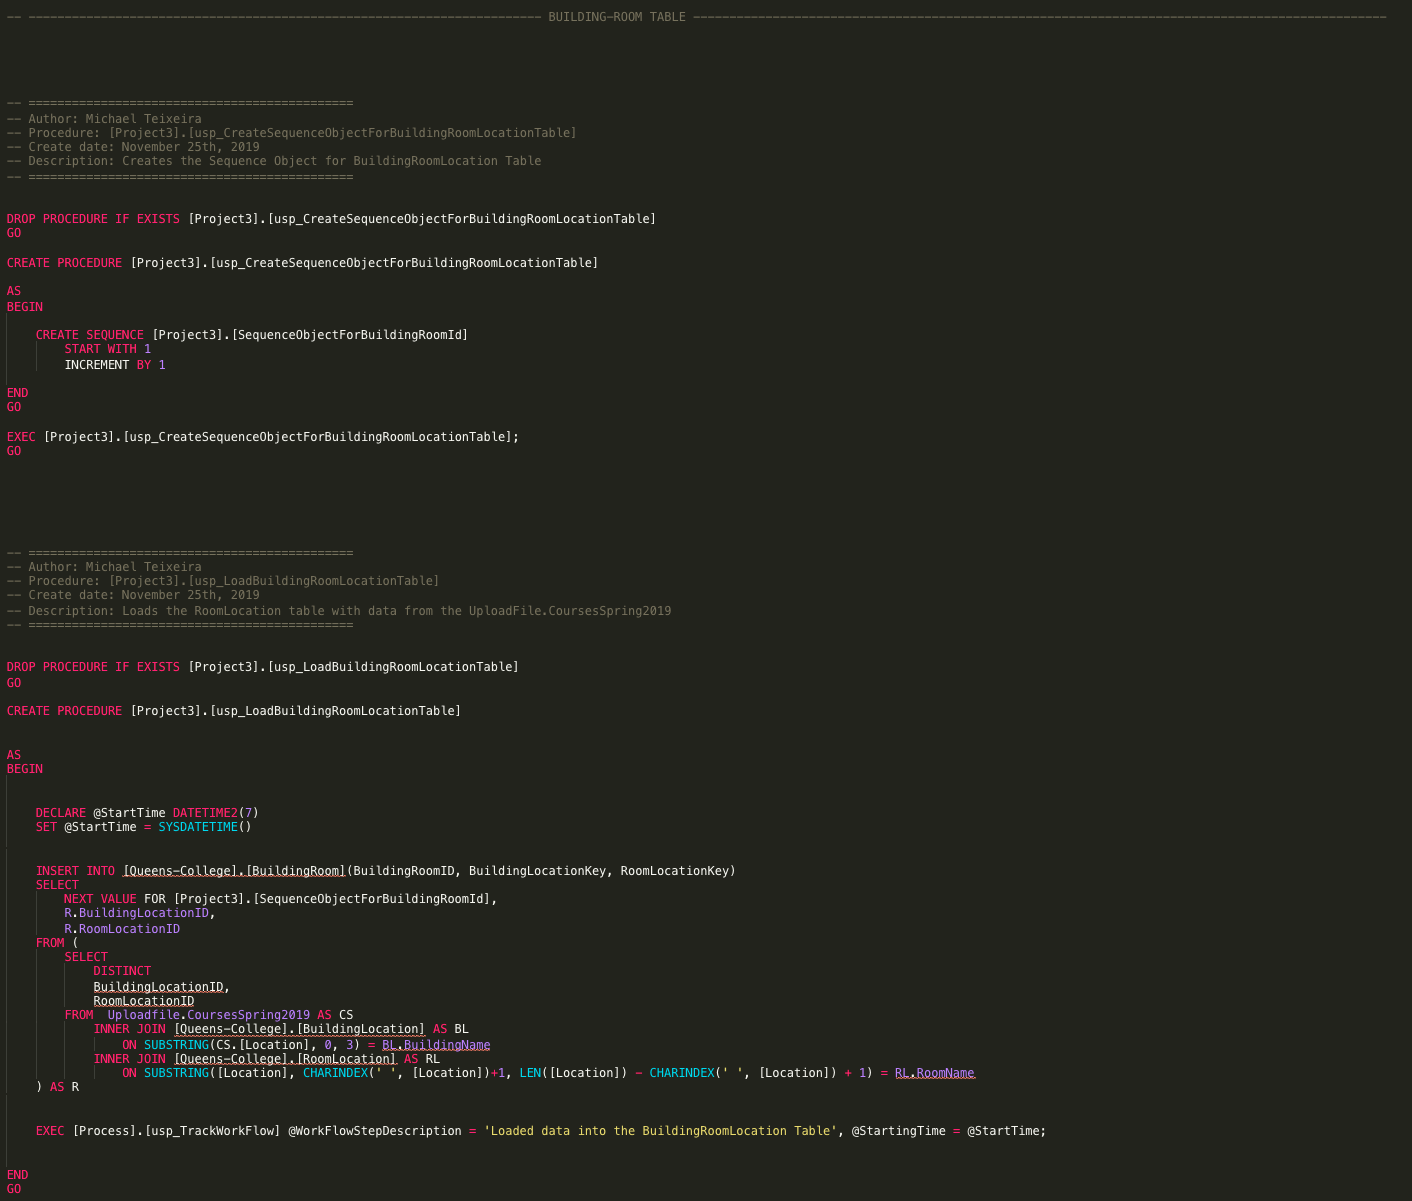 -- ----------------------------------------------------------------------- BUILDING-ROOM TABLE ------------------------------------------------------------------------------------------------
-- =============================================
-- Author: Michael Teixeira
-- Procedure: [Project3].[usp_CreateSequenceObjectForBuildingRoomLocationTable]
-- Create date: November 25th, 2019
-- Description: Creates the Sequence Object for BuildingRoomLocation Table
-- =============================================
DROP PROCEDURE IF EXISTS [Project3].[usp_CreateSequenceObjectForBuildingRoomLocationTable]
GO
CREATE PROCEDURE [Project3].[usp_CreateSequenceObjectForBuildingRoomLocationTable]
AS
BEGIN
CREATE SEQUENCE [Project3].[SequenceObjectForBuildingRoomId]
START WITH 1
INCREMENT BY 1
END
GO
EXEC [Project3].[usp_CreateSequenceObjectForBuildingRoomLocationTable];
GO
-- =============================================
-- Author: Michael Teixeira
-- Procedure: [Project3].[usp_LoadBuildingRoomLocationTable]
-- Create date: November 25th, 2019
-- Description: Loads the RoomLocation table with data from the UploadFile.CoursesSpring2019
-- =============================================
DROP PROCEDURE IF EXISTS [Project3].[usp_LoadBuildingRoomLocationTable]
GO
CREATE PROCEDURE [Project3].[usp_LoadBuildingRoomLocationTable]
AS
BEGIN
DECLARE @StartTime DATETIME2(7)
SET @StartTime = SYSDATETIME()
INSERT INTO [Queens-College].[BuildingRoom](BuildingRoomID, BuildingLocationKey, RoomLocationKey)
SELECT
NEXT VALUE FOR [Project3].[SequenceObjectForBuildingRoomId],
R.BuildingLocationID,
R.RoomLocationID
FROM (
SELECT
DISTINCT
BuildingLocationID,
RoomLocationID
FROM  Uploadfile.CoursesSpring2019 AS CS
INNER JOIN [Queens-College].[BuildingLocation] AS BL
ON SUBSTRING(CS.[Location], 0, 3) = BL.BuildingName
INNER JOIN [Queens-College].[RoomLocation] AS RL
ON SUBSTRING([Location], CHARINDEX(' ', [Location])+1, LEN([Location]) - CHARINDEX(' ', [Location]) + 1) = RL.RoomName
) AS R
EXEC [Process].[usp_TrackWorkFlow] @WorkFlowStepDescription = 'Loaded data into the BuildingRoomLocation Table', @StartingTime = @StartTime;
END
GO